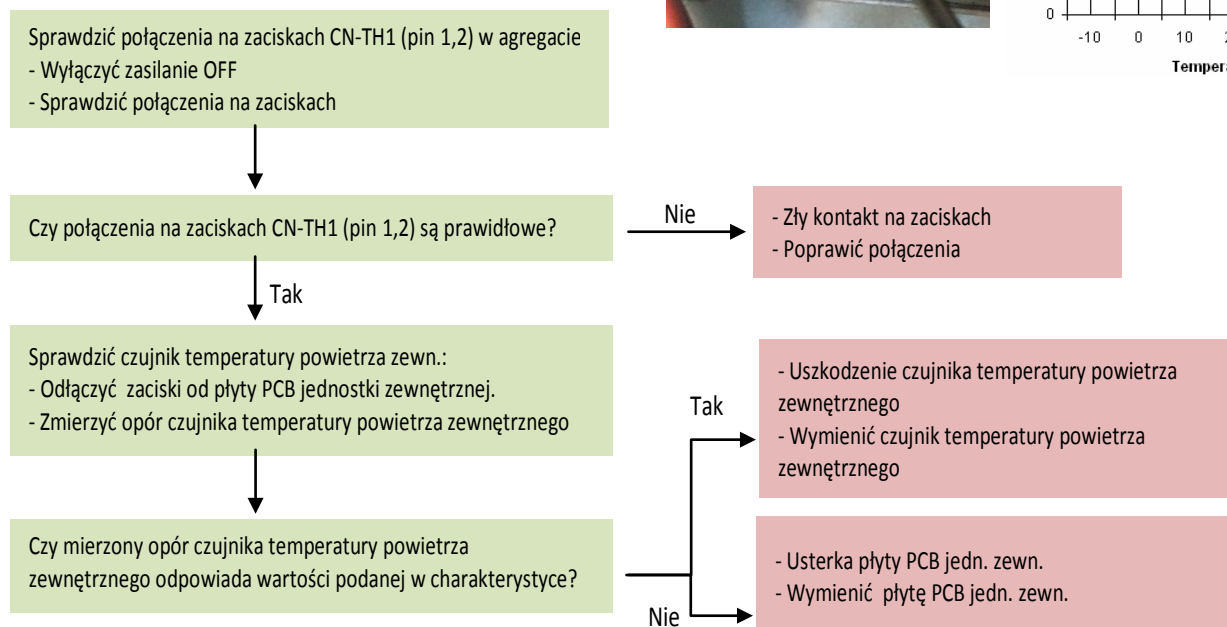 0
-10 0 10
Tempera
Sprawdzić połączenia na zaciskach CN-TH1 (pin 1,2) w agregacie
- Wyłączyć zasilanie OFF
- Sprawdzić połączenia na zaciskach
Czy połączenia na zaciskach CN-TH1 (pin 1,2) są prawidłowe?
Nie
- Zły kontakt na zaciskach
- Poprawić połączenia
Tak
Sprawdzić czujnik temperatury powietrza zewn.:
- Odłączyć zaciski od płyty PCB jednostki zewnętrznej.
- Zmierzyć opór czujnika temperatury powietrza zewnętrznego
Tak
- Uszkodzenie czujnika temperatury powietrza
zewnętrznego
- Wymienić czujnik temperatury powietrza
zewnętrznego
Czy mierzony opór czujnika temperatury powietrza
zewnętrznego odpowiada wartości podanej w charakterystyce?
Nie
- Usterka płyty PCB jedn. zewn.
- Wymienić płytę PCB jedn. zewn.